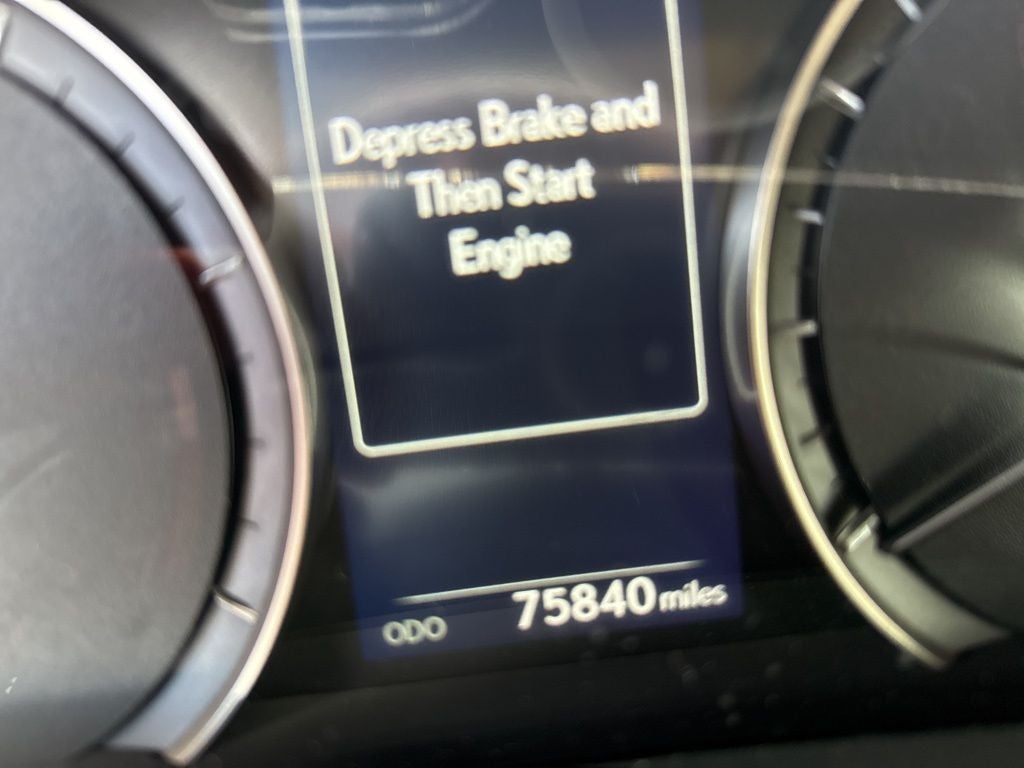 Depress Brake and
Then Start
Engine
ODO 75840 miles